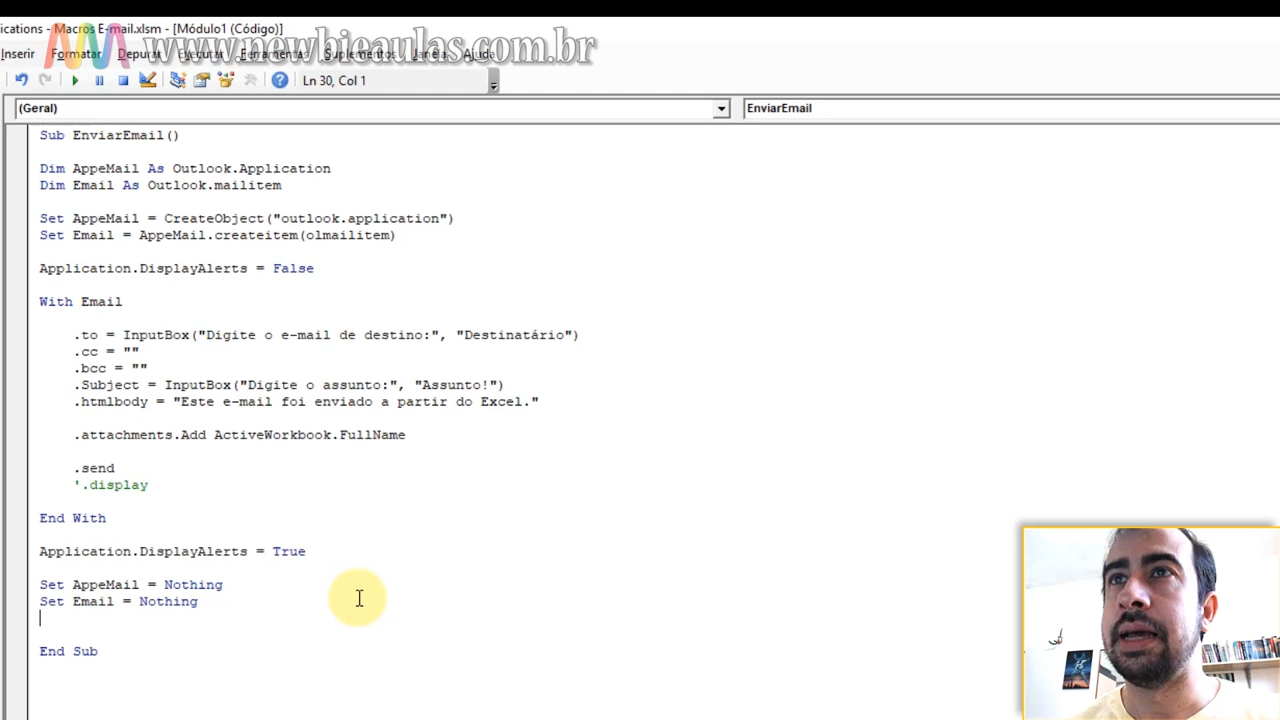 ications - Macros E-mail.xlsm - [Módulo1 (Código)]
www.newbieaulas.com.br
Inserir Formatar Depurar Executar Ferramentas Suplementos Janela Ajuda
Ln 30, Col 1
(Geral) EnviarEmail
Sub EnviarEmail()
Dim AppeMail As Outlook.Application
Dim Email As Outlook.mailitem
Set AppeMail = CreateObject("outlook.application")
Set Email = AppeMail.createitem(olmailitem)
Application.DisplayAlerts = False
With Email
.to = InputBox("Digite o e-mail de destino:", "Destinatário")
.cc = ""
.bcc = ""
.Subject = InputBox("Digite o assunto:", "Assunto!")
.htmlbody = "Este e-mail foi enviado a partir do Excel."
.attachments.Add ActiveWorkbook.FullName
.send
'.display
End With
Application.DisplayAlerts = True
Set AppeMail = Nothing
Set Email = Nothing
End Sub